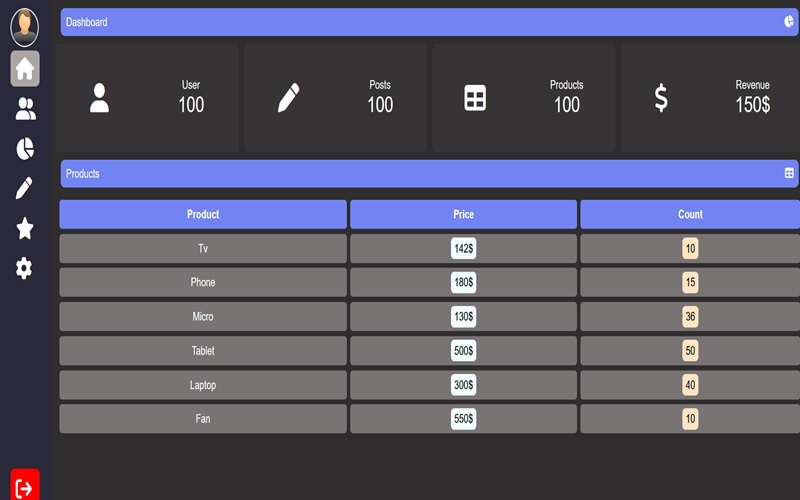 Dashboard
User
100
Posts
100
Products
100
Revenue
150$
Products
Product Price Count
Tv 142$ 10
Phone 180$ 15
Micro 130$ 36
Tablet 500$ 50
Laptop 300$ 40
Fan 550$ 10